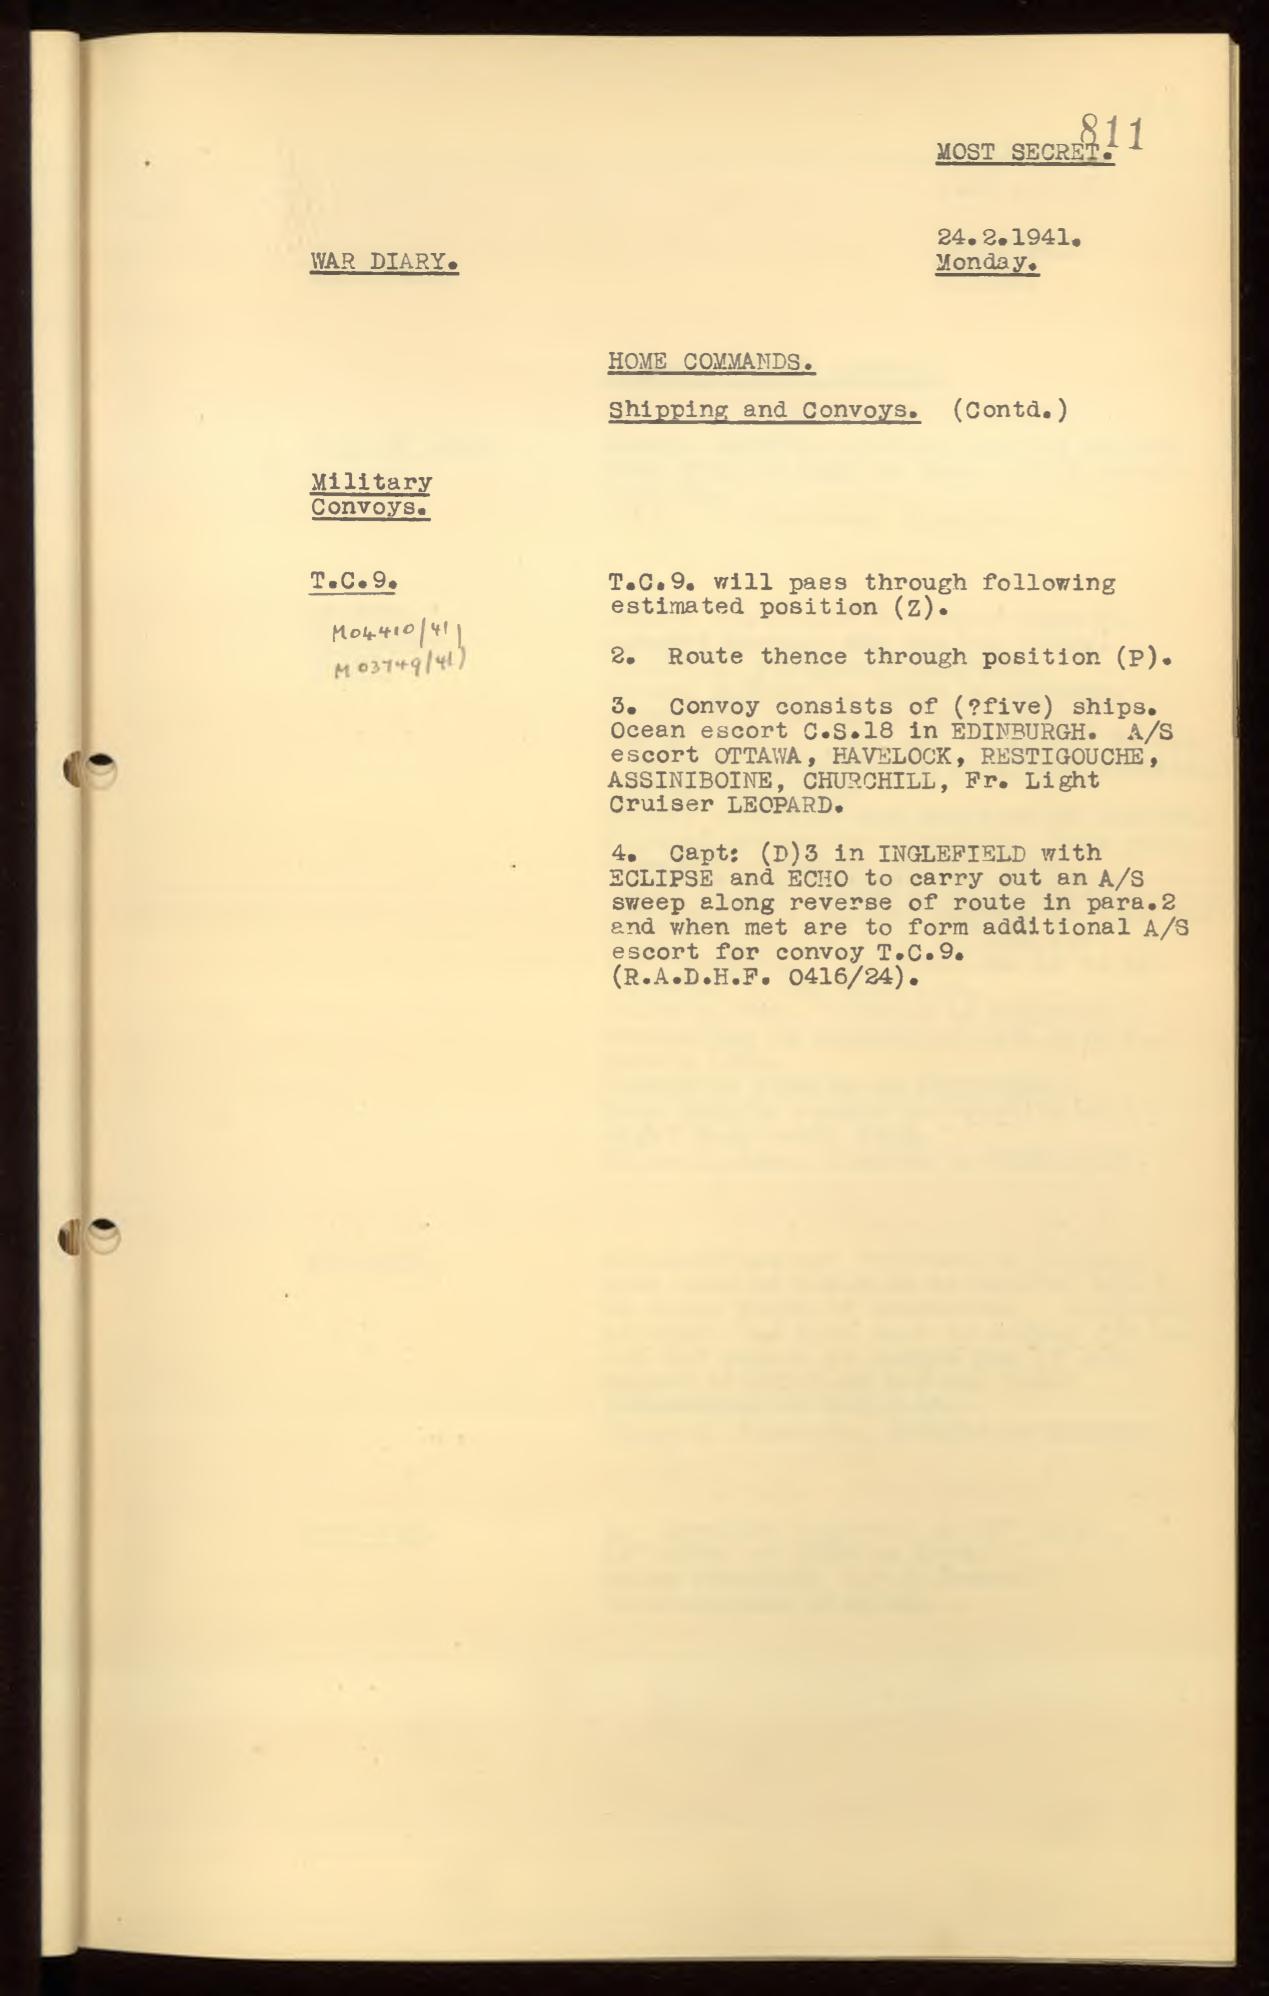 811
MOST SECRET.
24.2.1941.
WAR DIARY.
Monday.
HOME COMMANDS.
Shipping and Convoys. (Contd.)
Military
Convoys.
T.C.9.
M04410/41)
M03749/41)
T.C.9. will pass through following
estimated position (Z).
2. Route thence through position (P).
3. Convoy consists of (?five) ships.
Ocean escort C.S.18 in EDINBURGH. A/S
escort OTTAWA, HAVELOCK, RESTIGOUCHE,
ASSINIBOINE, CHURCHILL, Fr. Light
Cruiser LEOPARD.
4. Capt: (D)3 in INGLEFIELD with
ECLIPSE and ECHO to carry out an A/S
sweep along reverse of route in para.2
and when met are to form additional A/S
escort for convoy T.C.9.
(R.A.D.H.F. 0416/24).